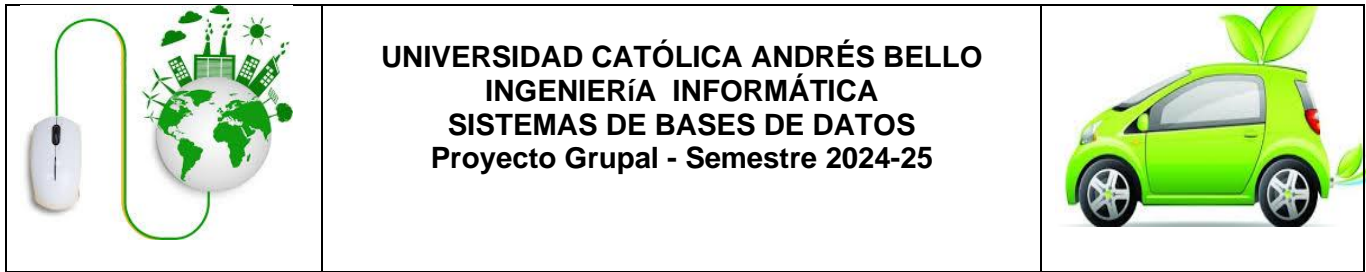 UNIVERSIDAD CATÓLICA ANDRÉS BELLO
INGENIERíA INFORMÁTICA
SISTEMAS DE BASES DE DATOS
Proyecto Grupal - Semestre 2024-25